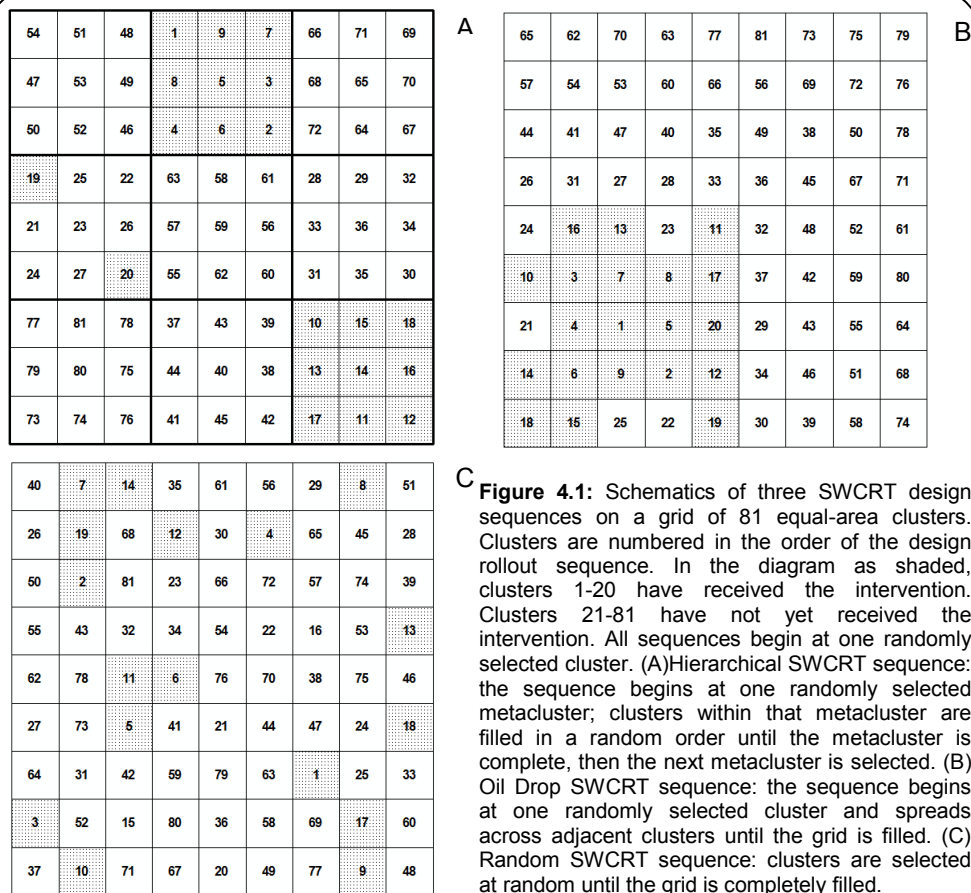 54 51 48 1 9 7 66 71 69
47 53 49 8 5 3 68 65 70
50 52 46 4 6 2 72 64 67
19 25 22 63 58 61 28 29 32
21 23 26 57 59 56 33 36 34
24 27 20 55 62 60 31 35 30
77 81 78 37 43 39 10 15 18
79 80 75 44 40 38 13 14 16
73 74 76 41 45 42 17 11 12
A
65 62 70 63 77 81 73 75 79
57 54 53 60 66 56 69 72 76
44 41 47 40 35 49 38 50 78
26 31 27 28 33 36 45 67 71
24 16 13 23 11 32 48 52 61
10 3 7 8 17 37 42 59 80
21 4 1 5 20 29 43 55 64
14 6 9 2 12 34 46 51 68
18 15 25 22 19 30 39 58 74
B
40 7 14 35 61 56 29 8 51
26 19 68 12 30 4 65 45 28
50 2 81 23 66 72 57 74 39
55 43 32 34 54 22 16 53 13
62 78 11 6 76 70 38 75 46
27 73 5 41 21 44 47 24 18
64 31 42 59 79 63 1 25 33
3 52 15 80 36 58 69 17 60
37 10 71 67 20 49 77 9 48
C
Figure 4.1: Schematics of three SWCRT design
sequences on a grid of 81 equal-area clusters.
Clusters are numbered in the order of the design
rollout sequence. In the diagram as shaded,
clusters 1-20 have received the intervention.
Clusters 21-81 have not yet received the
intervention. All sequences begin at one randomly
selected cluster. (A)Hierarchical SWCRT sequence:
the sequence begins at one randomly selected
metacluster; clusters within that metacluster are
filled in a random order until the metacluster is
complete, then the next metacluster is selected. (B)
Oil Drop SWCRT sequence: the sequence begins
at one randomly selected cluster and spreads
across adjacent clusters until the grid is filled. (C)
Random SWCRT sequence: clusters are selected
at random until the grid is completely filled.